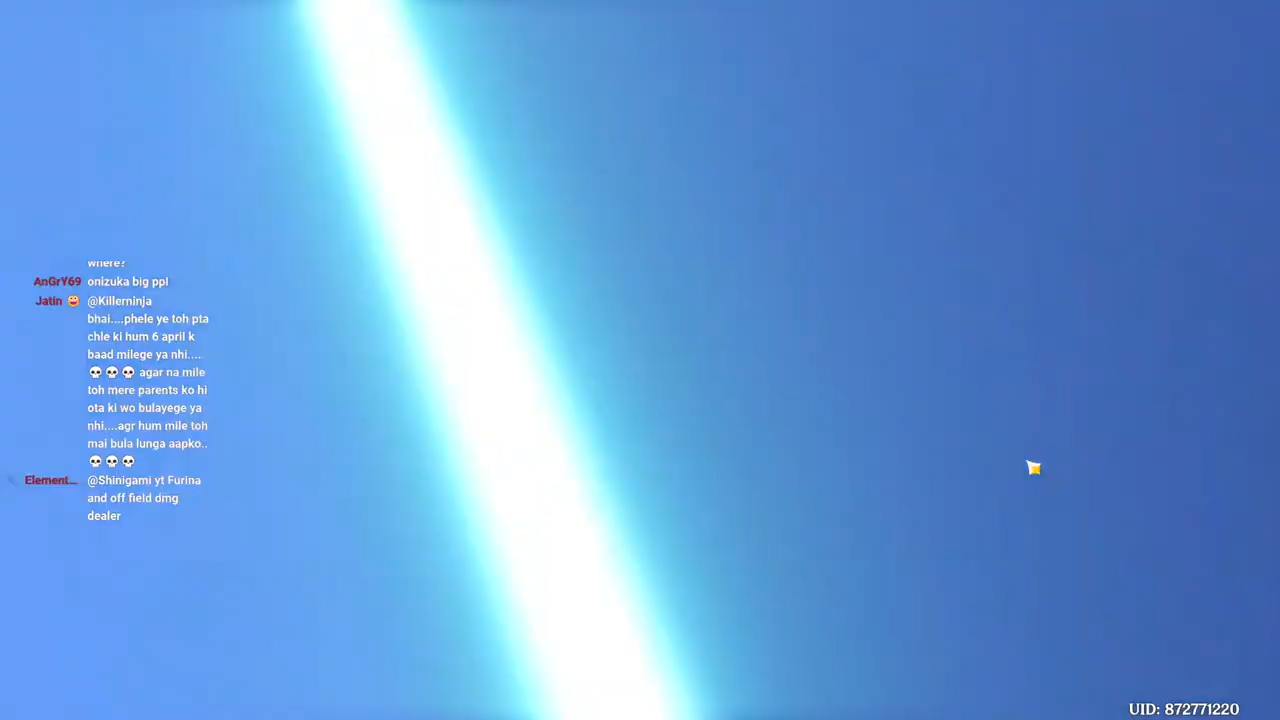 where?
AnGrY69 onizuka big ppl
Jatin @Killerninja
bhai....phele ye toh pta
chle ki hum 6 april k
baad milege ya nhi....
💀💀💀 agar na mile
toh mere parents ko hi
ota ki wo bulayege ya
nhi....agr hum mile toh
mai bula lunga aapko..
💀💀💀
Element... @Shinigami yt Furina
and off field dmg
dealer
UID: 872771220